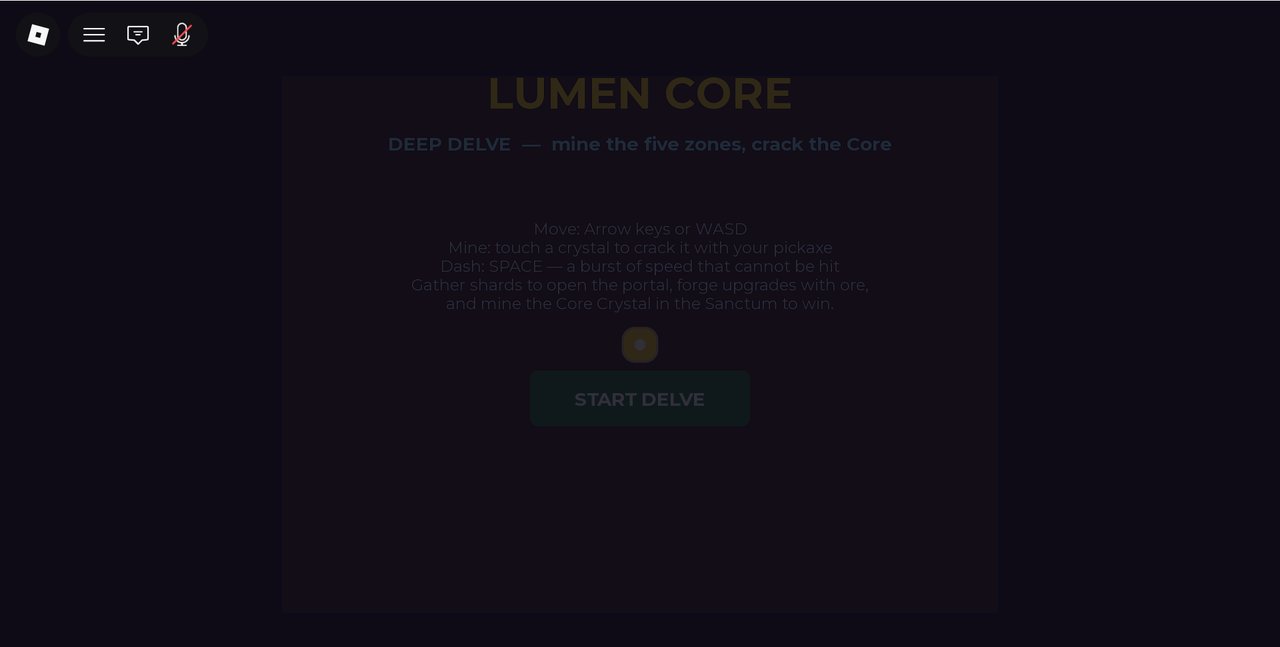 LUMEN CORE
DEEP DELVE — mine the five zones, crack the Core
Move: Arrow keys or WASD
Mine: touch a crystal to crack it with your pickaxe
Dash: SPACE — a burst of speed that cannot be hit
Gather shards to open the portal, forge upgrades with ore,
and mine the Core Crystal in the Sanctum to win.
START DELVE